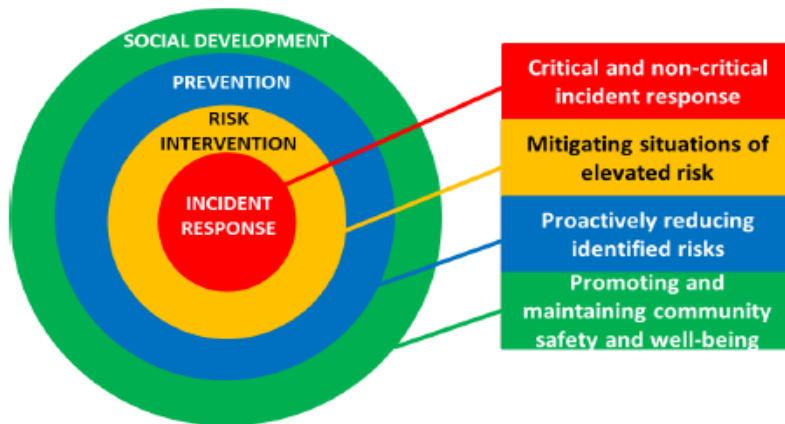 SOCIAL DEVELOPMENT
PREVENTION
RISK
INTERVENTION
INCIDENT
RESPONSE
Critical and non-critical
incident response
Mitigating situations of
elevated risk
Proactively reducing
identified risks
Promoting and
maintaining community
safety and well-being